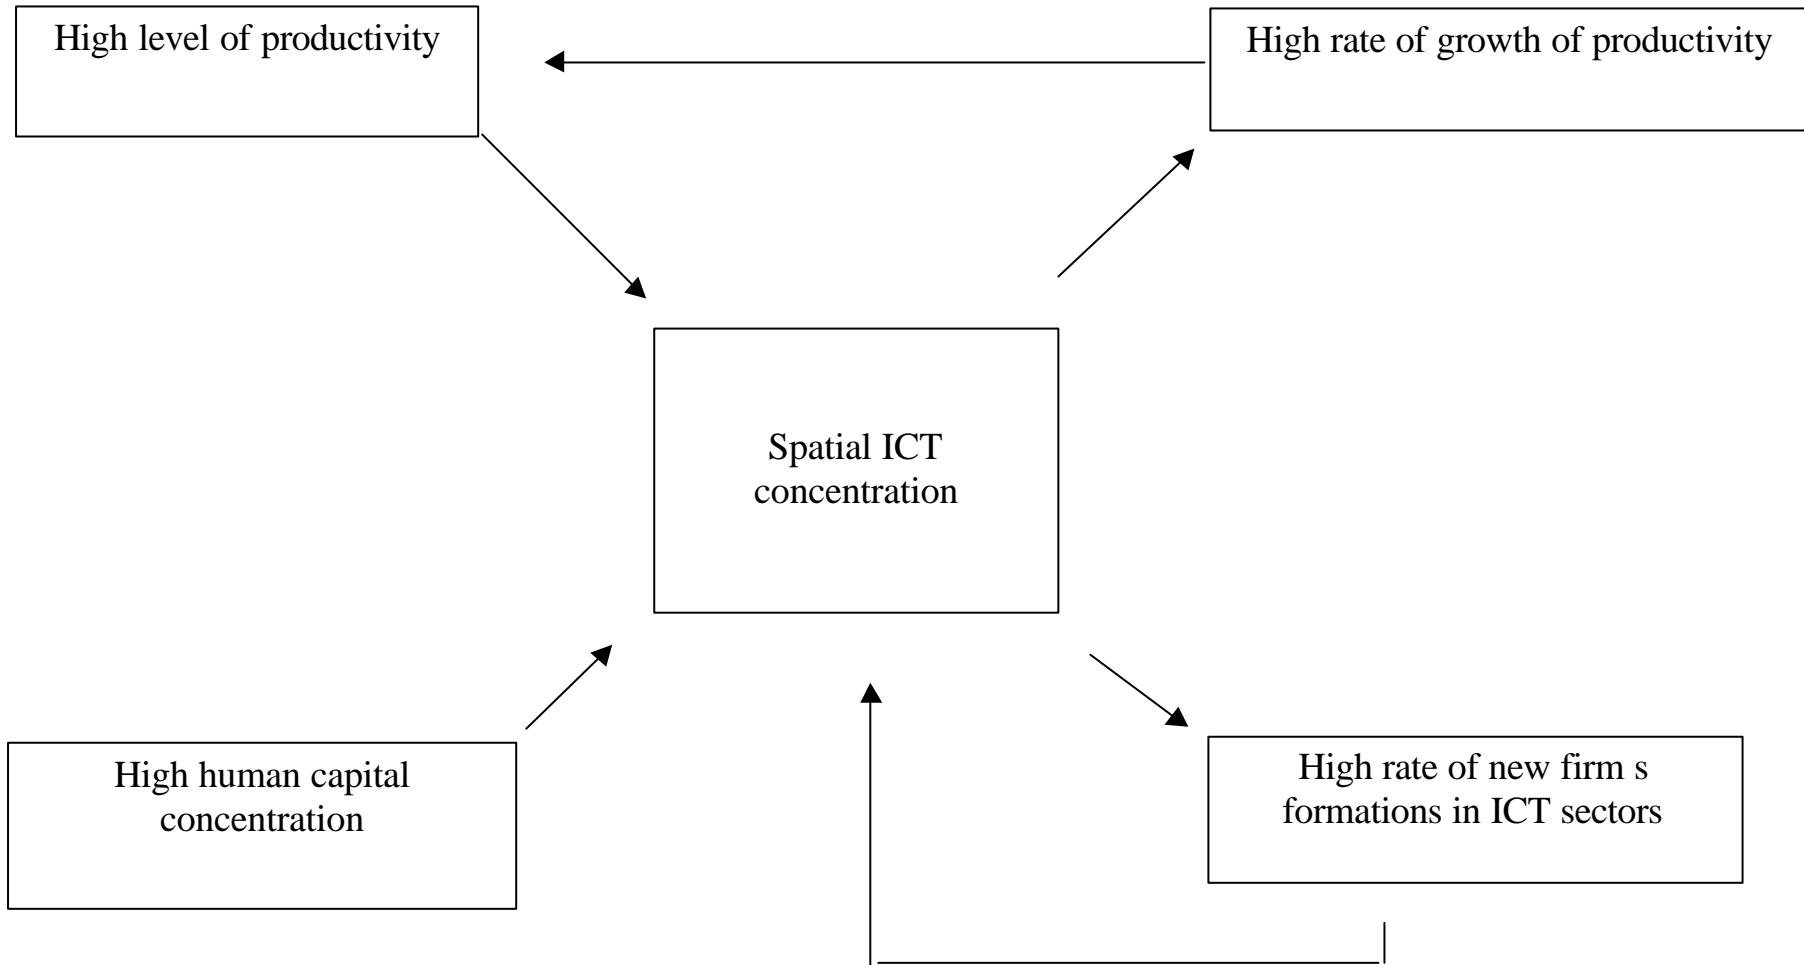 High level of productivity
High rate of growth of productivity
Spatial ICT
concentration
High human capital
concentration
High rate of new firm s
formations in ICT sectors